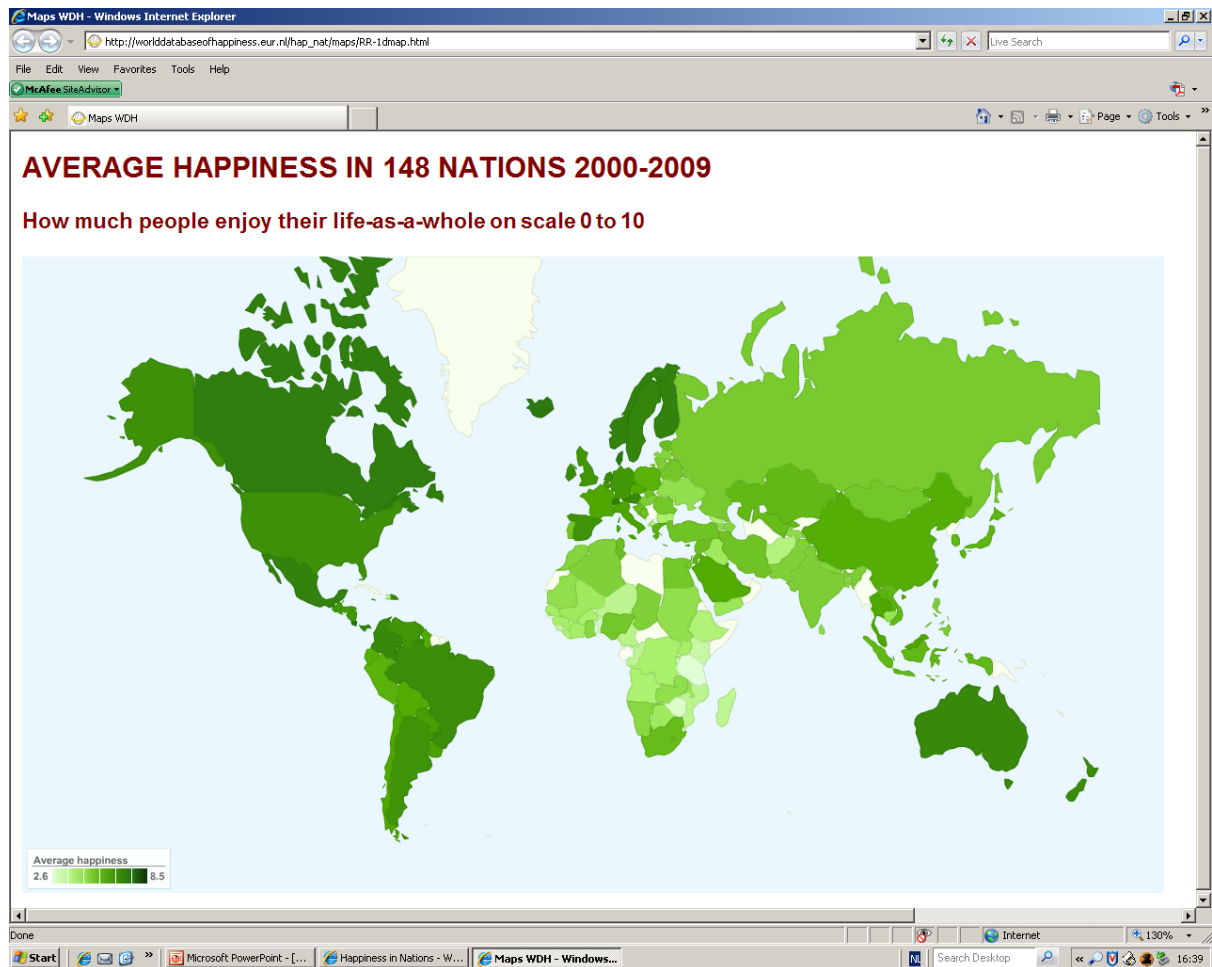 Maps WDH - Windows Internet Explorer
http://worlddatabaseofhappiness.eur.nl/hap_nat/maps/RR-1dmap.html
Live Search
File Edit View Favorites Tools Help
McAfee SiteAdvisor
Maps WDH
Page Tools »
AVERAGE HAPPINESS IN 148 NATIONS 2000-2009
How much people enjoy their life-as-a-whole on scale 0 to 10
Average happiness
2.6 8.5
Done
Internet
130%
Start
»
Microsoft PowerPoint - [...
Happiness in Nations - W...
Maps WDH - Windows...
NL
Search Desktop
«
16:39